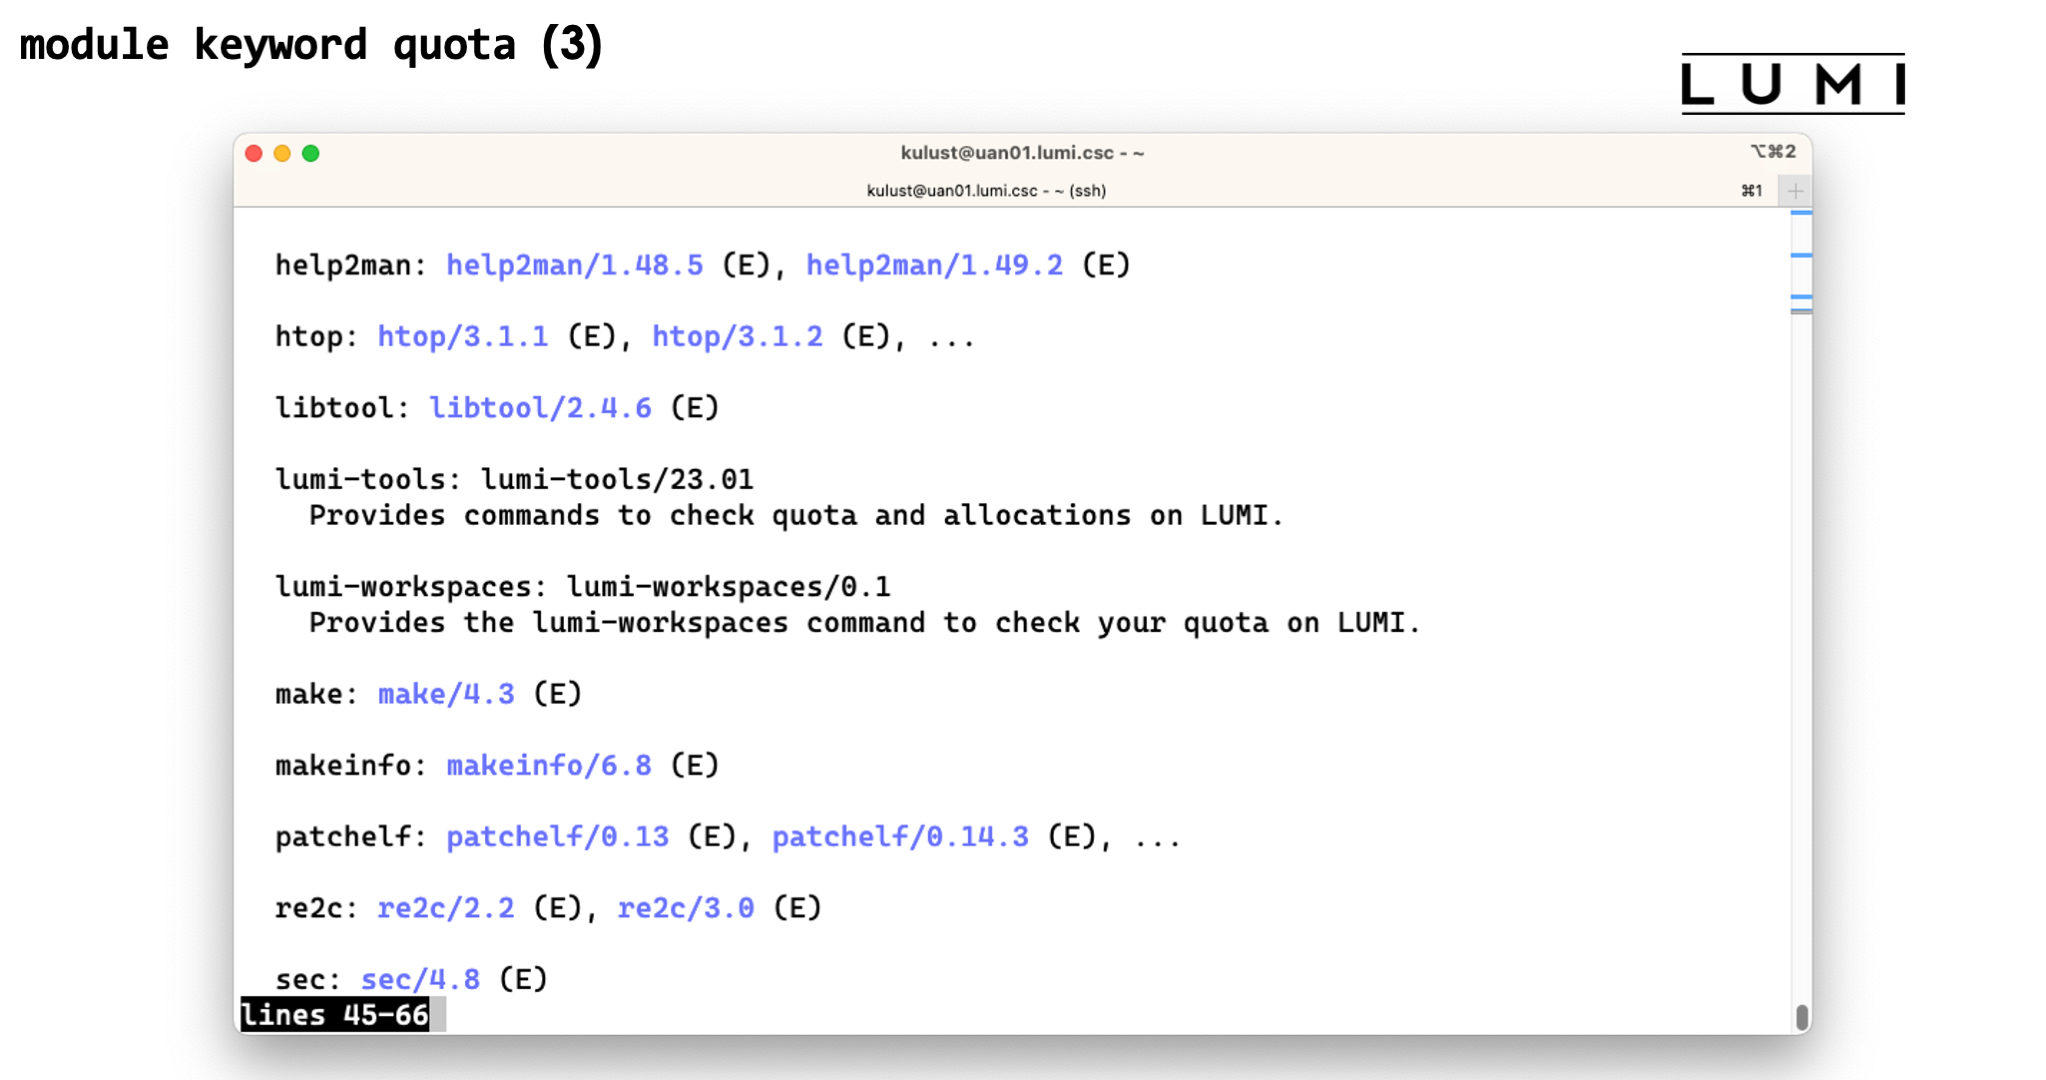 module keyword quota (3)
LUMI
kulust@uan01.lumi.csc - ~
⌥⌘2
kulust@uan01.lumi.csc - ~ (ssh)
⌘1
+
help2man: help2man/1.48.5 (E), help2man/1.49.2 (E)
htop: htop/3.1.1 (E), htop/3.1.2 (E), ...
libtool: libtool/2.4.6 (E)
lumi-tools: lumi-tools/23.01
Provides commands to check quota and allocations on LUMI.
lumi-workspaces: lumi-workspaces/0.1
Provides the lumi-workspaces command to check your quota on LUMI.
make: make/4.3 (E)
makeinfo: makeinfo/6.8 (E)
patchelf: patchelf/0.13 (E), patchelf/0.14.3 (E), ...
re2c: re2c/2.2 (E), re2c/3.0 (E)
sec: sec/4.8 (E)
lines 45-66